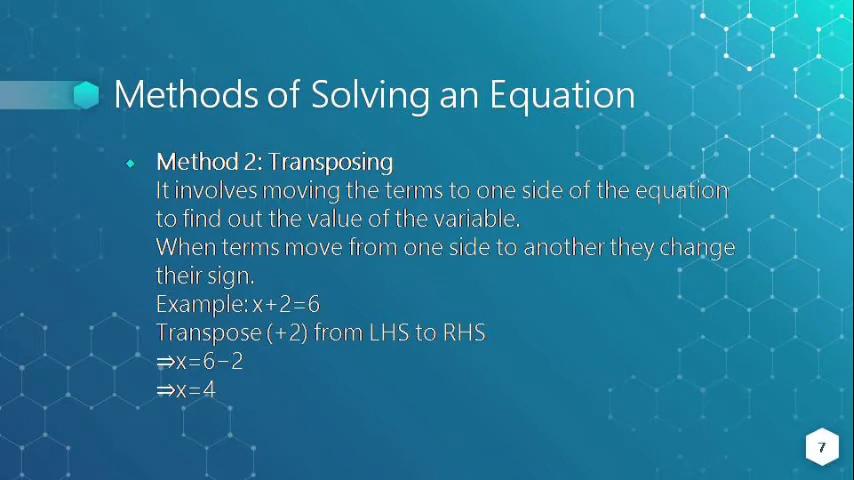 Methods of Solving an Equation
Method 2: Transposing
It involves moving the terms to one side of the equation
to find out the value of the variable.
When terms move from one side to another they change
their sign.
Example: x+2=6
Transpose (+2) from LHS to RHS
⇒x=6−2
⇒x=4
7